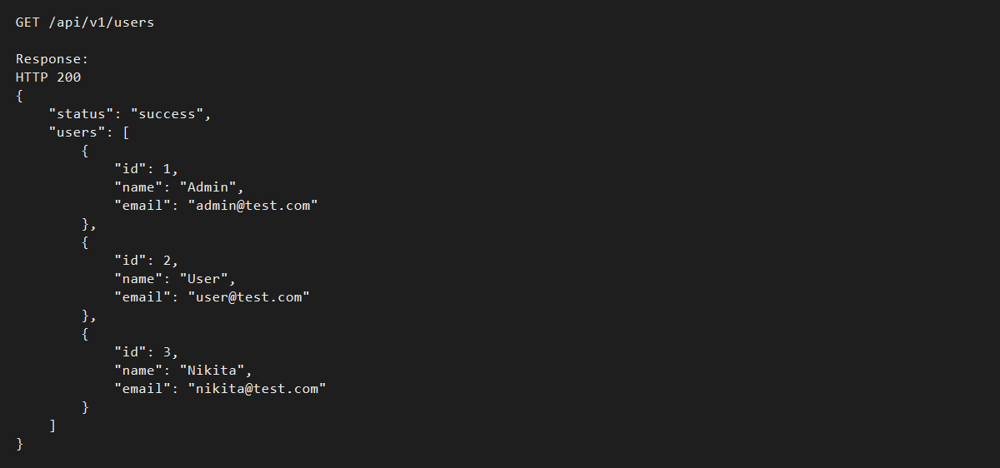 GET /api/v1/users

Response:
HTTP 200
{
    "status": "success",
    "users": [
        {
            "id": 1,
            "name": "Admin",
            "email": "admin@test.com"
        },
        {
            "id": 2,
            "name": "User",
            "email": "user@test.com"
        },
        {
            "id": 3,
            "name": "Nikita",
            "email": "nikita@test.com"
        }
    ]
}